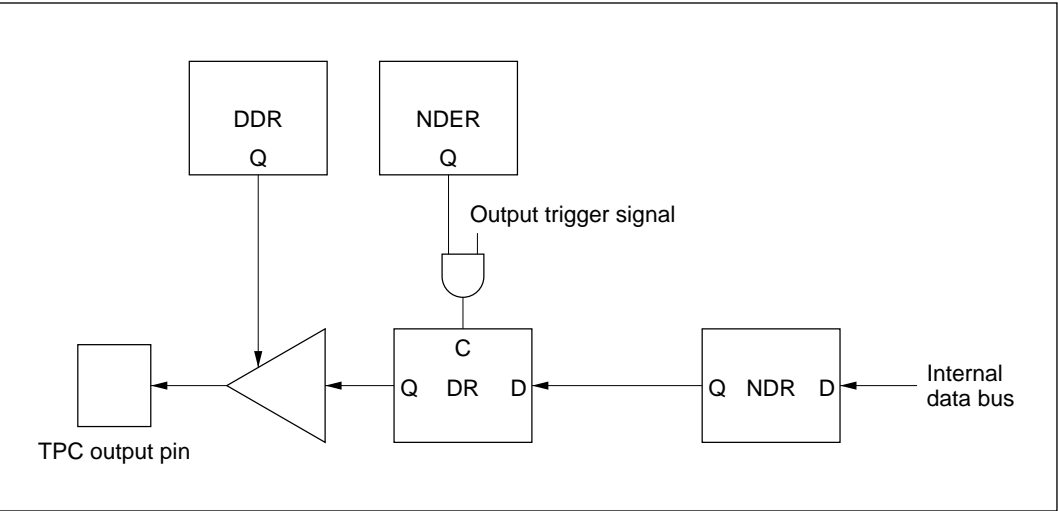 DDR
Q
NDER
Q
Output trigger signal
C
Q DR D
Q NDR D
Internal
data bus
TPC output pin